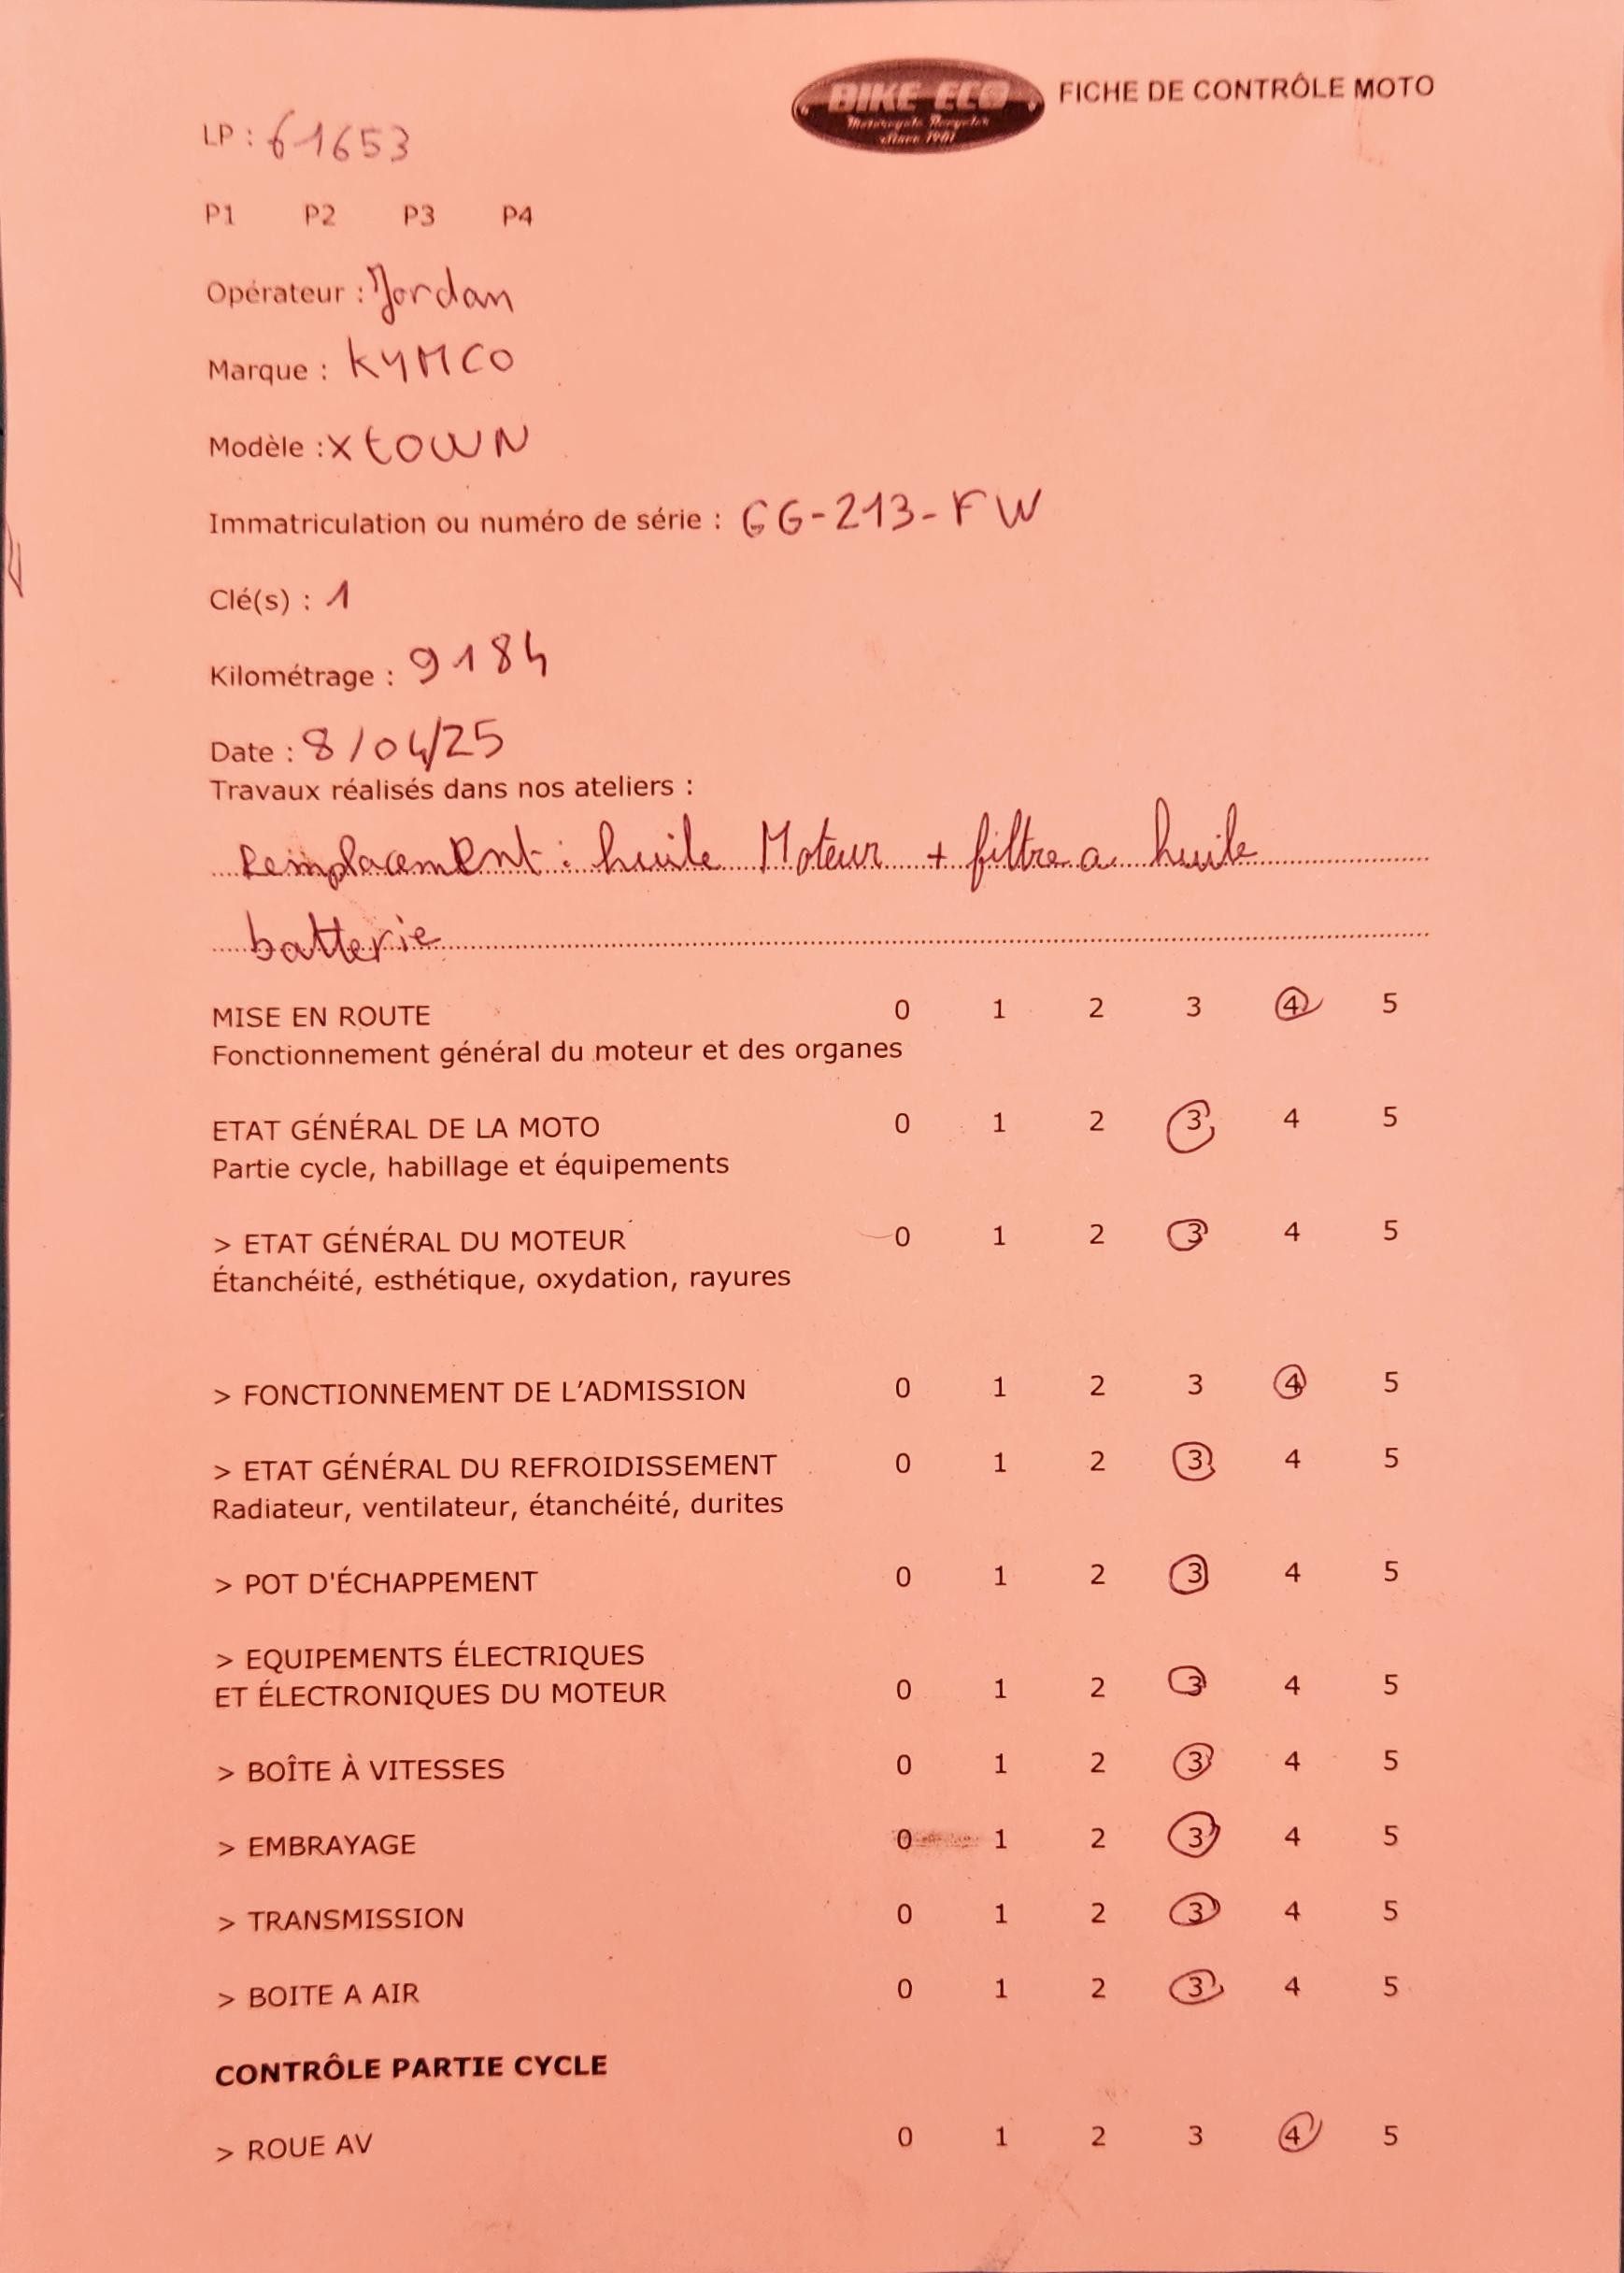 BIKE ECO
Motorcycle Recycler
Since 1981
FICHE DE CONTRÔLE MOTO
LP : 61653
P1 P2 P3 P4
Opérateur : Jordan
Marque : KYMCO
Modèle : x town
Immatriculation ou numéro de série : GG-213-FW
Clé(s) : 1
Kilométrage : 9184
Date : 8/04/25
Travaux réalisés dans nos ateliers :
Remplacement : huile Moteur + filtre a huile
batterie
MISE EN ROUTE 0 1 2 3 4 5
Fonctionnement général du moteur et des organes
ETAT GÉNÉRAL DE LA MOTO 0 1 2 3 4 5
Partie cycle, habillage et équipements
> ETAT GÉNÉRAL DU MOTEUR 0 1 2 3 4 5
Étanchéité, esthétique, oxydation, rayures
> FONCTIONNEMENT DE L'ADMISSION 0 1 2 3 4 5
> ETAT GÉNÉRAL DU REFROIDISSEMENT 0 1 2 3 4 5
Radiateur, ventilateur, étanchéité, durites
> POT D'ÉCHAPPEMENT 0 1 2 3 4 5
> EQUIPEMENTS ÉLECTRIQUES
ET ÉLECTRONIQUES DU MOTEUR 0 1 2 3 4 5
> BOÎTE À VITESSES 0 1 2 3 4 5
> EMBRAYAGE 0 1 2 3 4 5
> TRANSMISSION 0 1 2 3 4 5
> BOITE A AIR 0 1 2 3 4 5
CONTRÔLE PARTIE CYCLE
> ROUE AV 0 1 2 3 4 5